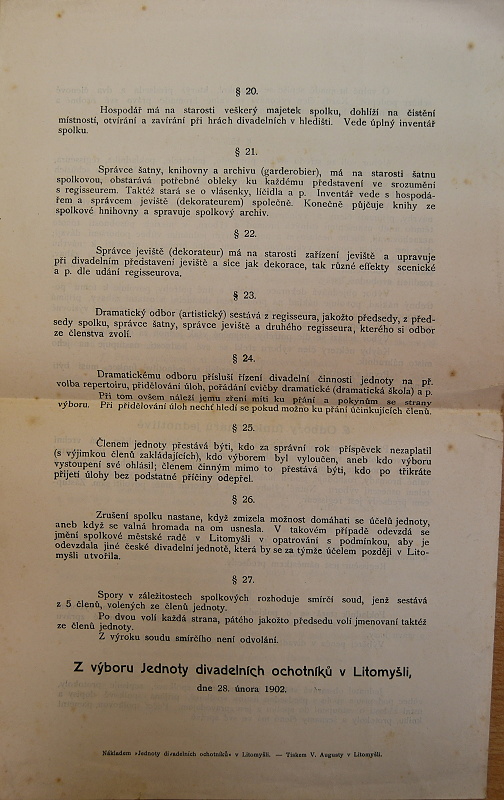 § 20.
Hospodář má na starosti veškerý majetek spolku, dohlíží na čistění
místností, otvírání a zavírání při hrách divadelních v hledišti. Vede úplný inventář
spolku.
§ 21.
Správce šatny, knihovny a archivu (garderobier), má na starosti šatnu
spolkovou, obstarává potřebné obleky ku každému představení ve srozumění
s regisseurem. Taktéž stará se o vlásenky, líčidla a p. Inventář vede s hospodá-
řem a správcem jeviště (dekorateurem) společně. Konečně půjčuje knihy ze
spolkové knihovny a spravuje spolkový archiv.
§ 22.
Správce jeviště (dekorateur) má na starosti zařízení jeviště a upravuje
při divadelním představení jeviště a sice jak dekorace, tak různé effekty scenické
a p. dle udání regisseurova.
§ 23.
Dramatický odbor (artistický) sestává z regisseura, jakožto předsedy, z před-
sedy spolku, správce šatny, správce jeviště a druhého regisseura, kterého si odbor
ze členstva zvolí.
§ 24.
Dramatickému odboru přísluší řízení divadelní činnosti jednoty na př.
volba repertoiru, přidělování úloh, pořádání cvičby dramatické (dramatická škola) a p.
Při tom ovšem náleží jemu zření míti ku přání a pokynům se strany
výboru. Při přidělování úloh nechť hledí se pokud možno ku přání účinkujících členů.
§ 25.
Členem jednoty přestává býti, kdo za správní rok příspěvek nezaplatil
(s výjimkou členů zakládajících), kdo výborem byl vyloučen, aneb kdo výboru
vystoupení své ohlásil; členem činným mimo to přestává býti, kdo po třikráte
přijetí úlohy bez podstatné příčiny odepřel.
§ 26.
Zrušení spolku nastane, když zmizela možnost domáhati se účelů jednoty,
aneb když se valná hromada na om usnesla. V takovém případě odevzdá se
jmění spolkové městské radě v Litomyšli v opatrování s podmínkou, aby je
odevzdala jiné české divadelní jednotě, která by se za týmže účelem později v Lito-
myšli utvořila.
§ 27.
Spory v záležitostech spolkových rozhoduje smírčí soud, jenž sestává
z 5 členů, volených ze členů jednoty.
Po dvou volí každá strana, pátého jakožto předsedu volí jmenovaní taktéž
ze členů jednoty.
Z výroku soudu smírčího není odvolání.
Z výboru Jednoty divadelních ochotníků v Litomyšli,
dne 28. února 1902.
Nákladem »Jednoty divadelních ochotníků« v Litomyšli. — Tiskem V. Augusty v Litomyšli.